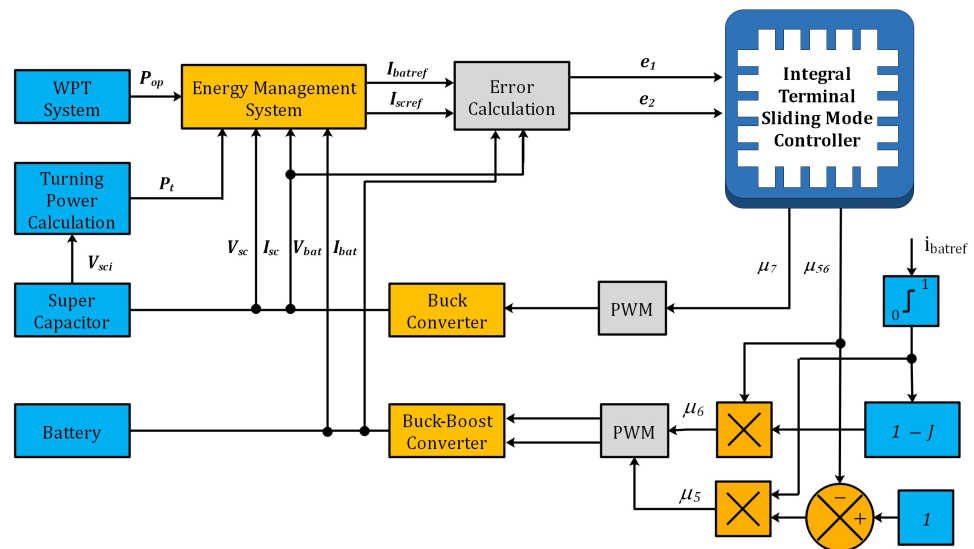 WPT
System
P_op
Energy Management
System
I_batref
I_scref
Error
Calculation
e_1
e_2
Integral
Terminal
Sliding Mode
Controller
Turning
Power
Calculation
P_t
V_sci
V_sc
I_sc
V_bat
I_bat
μ_7
μ_56
i_batref
1
0
Super
Capacitor
Buck
Converter
PWM
Battery
Buck-Boost
Converter
PWM
μ_6
1 − J
μ_5
−
+
1